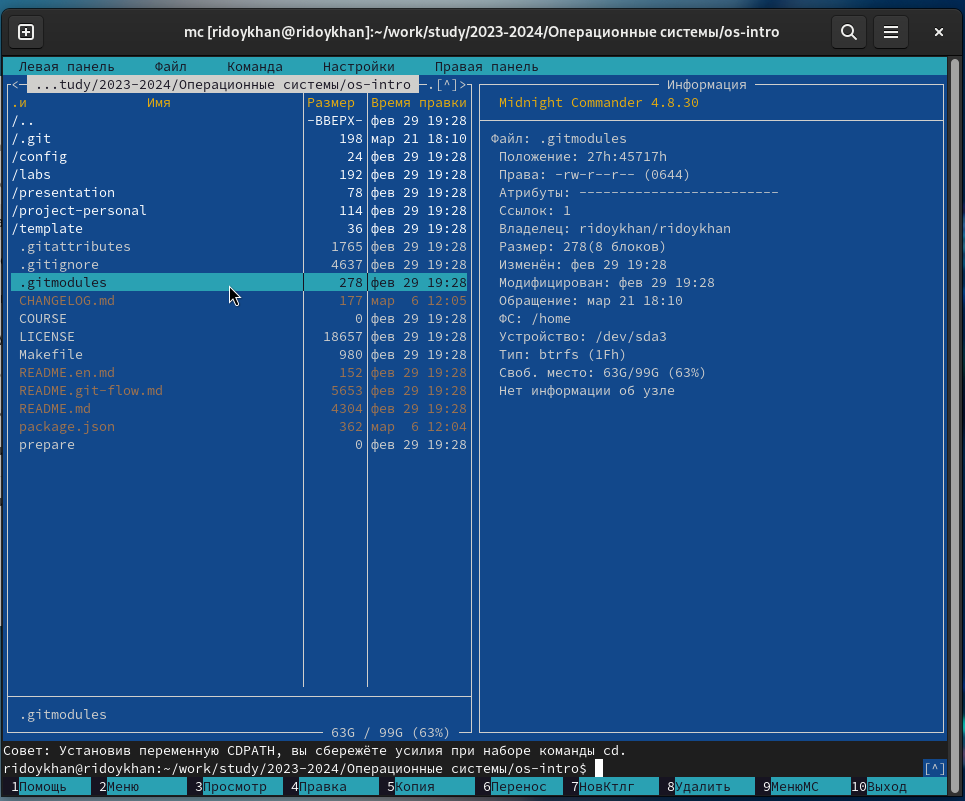 mc [ridoykhan@ridoykhan]:~/work/study/2023-2024/Операционные системы/os-intro
Левая панель Файл Команда Настройки Правая панель
<─ ...tudy/2023-2024/Операционные системы/os-intro ─.[^]>
.и Имя Размер Время правки
/.. -ВВЕРХ- фев 29 19:28
/.git 198 мар 21 18:10
/config 24 фев 29 19:28
/labs 192 фев 29 19:28
/presentation 78 фев 29 19:28
/project-personal 114 фев 29 19:28
/template 36 фев 29 19:28
.gitattributes 1765 фев 29 19:28
.gitignore 4637 фев 29 19:28
.gitmodules 278 фев 29 19:28
CHANGELOG.md 177 мар 6 12:05
COURSE 0 фев 29 19:28
LICENSE 18657 фев 29 19:28
Makefile 980 фев 29 19:28
README.en.md 152 фев 29 19:28
README.git-flow.md 5653 фев 29 19:28
README.md 4304 фев 29 19:28
package.json 362 мар 6 12:04
prepare 0 фев 29 19:28
.gitmodules
63G / 99G (63%)
Информация
Midnight Commander 4.8.30
Файл: .gitmodules
Положение: 27h:45717h
Права: -rw-r--r-- (0644)
Атрибуты: -------------------------
Ссылок: 1
Владелец: ridoykhan/ridoykhan
Размер: 278(8 блоков)
Изменён: фев 29 19:28
Модифицирован: фев 29 19:28
Обращение: мар 21 18:10
ФС: /home
Устройство: /dev/sda3
Тип: btrfs (1Fh)
Своб. место: 63G/99G (63%)
Нет информации об узле
Совет: Установив переменную CDPATH, вы сбережёте усилия при наборе команды cd.
ridoykhan@ridoykhan:~/work/study/2023-2024/Операционные системы/os-intro$ [^]
1Помощь 2Меню 3Просмотр 4Правка 5Копия 6Перенос 7НовКтлг 8Удалить 9МенюMC 10Выход